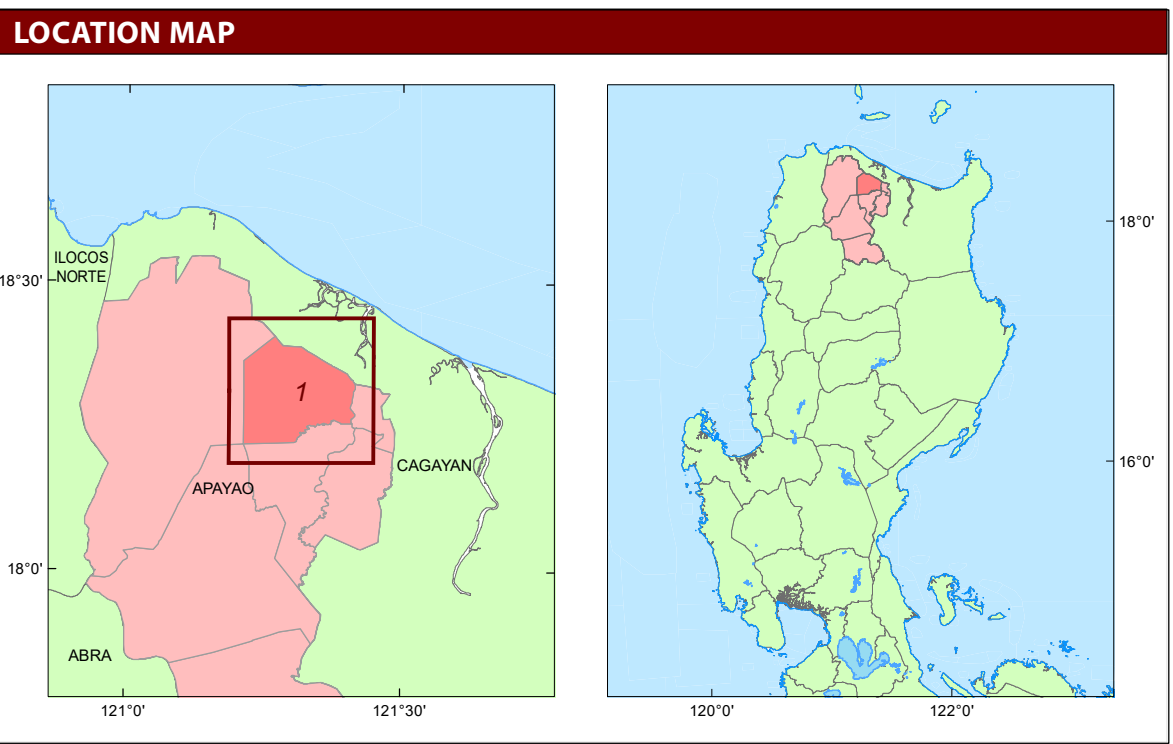 LOCATION MAP
ILOCOS
NORTE
18°30'
1
CAGAYAN
APAYAO
18°0'
ABRA
121°0'
121°30'
18°0'
16°0'
120°0'
122°0'